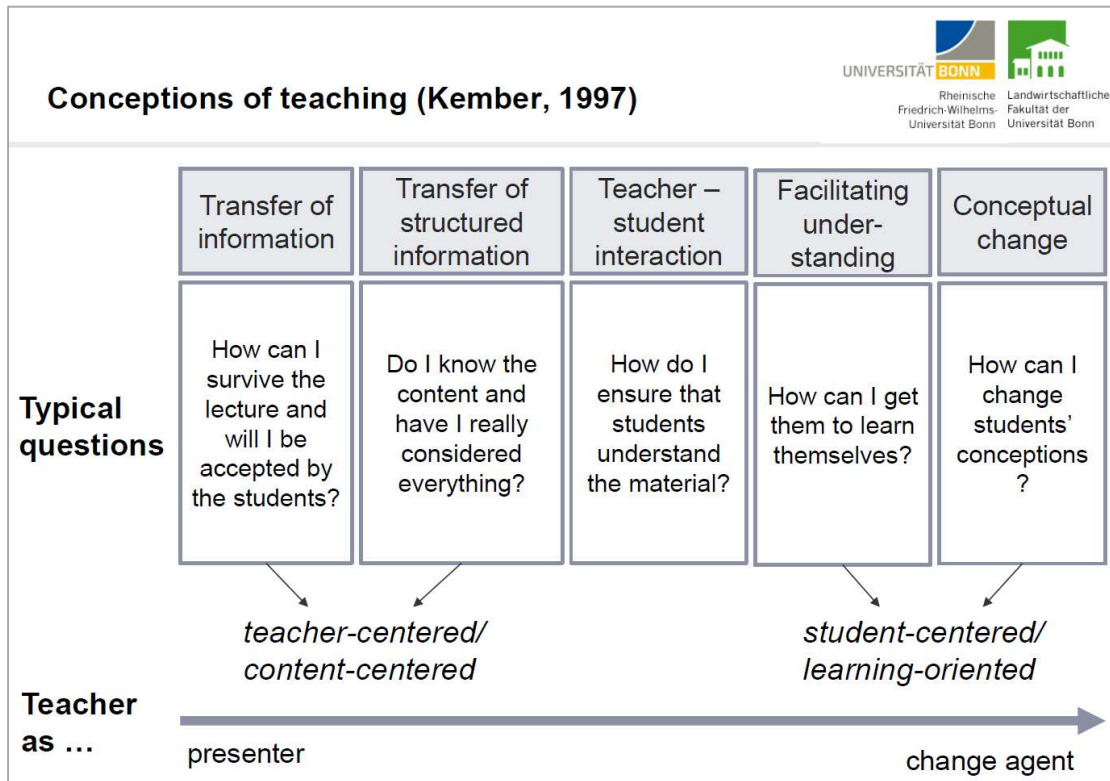 Conceptions of teaching (Kember, 1997)
UNIVERSITÄT BONN
Rheinische
Friedrich-Wilhelms-
Universität Bonn
Landwirtschaftliche
Fakultät der
Universität Bonn
Transfer of
information
Transfer of
structured
information
Teacher –
student
interaction
Facilitating
under-
standing
Conceptual
change
Typical
questions
How can I
survive the
lecture and
will I be
accepted by
the students?
Do I know the
content and
have I really
considered
everything?
How do I
ensure that
students
understand
the material?
How can I get
them to learn
themselves?
How can I
change
students’
conceptions
?
teacher-centered/
content-centered
student-centered/
learning-oriented
Teacher
as …
presenter
change agent